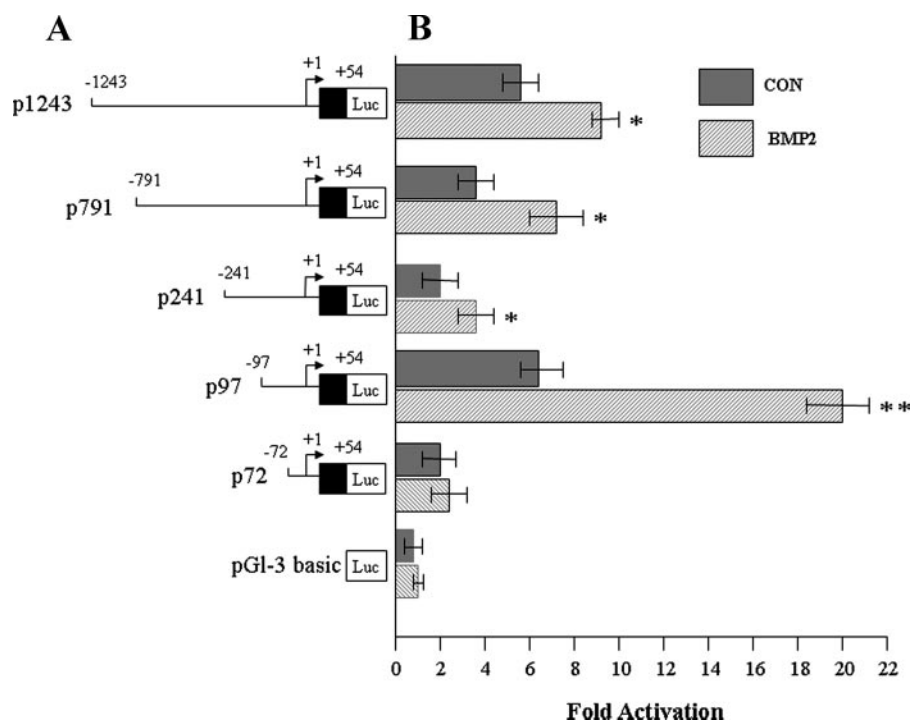 A B
-1243 +1 +54
p1243 Luc
*
CON
BMP2
-791 +1 +54
p791 Luc
*
-241 +1 +54
p241 Luc
*
-97 +1 +54
p97 Luc
**
-72 +1 +54
p72 Luc
pGl-3 basic Luc
0 2 4 6 8 10 12 14 16 18 20 22
Fold Activation